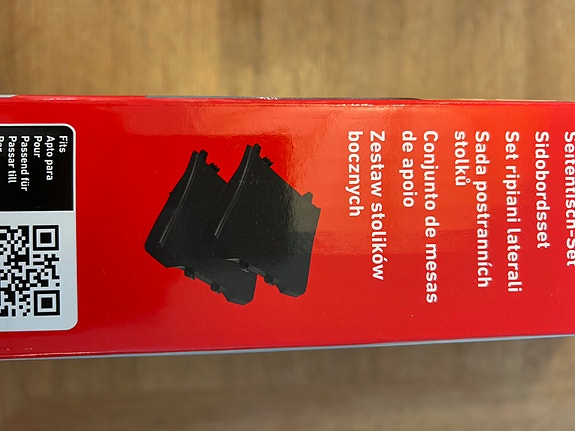 Seitentisch-Set
Sidobordsset
Set ripiani laterali
Sada postranních
stolků
Conjunto de mesas
de apoio
Zestaw stolików
bocznych
Fits
Apto para
Pour
Passend für
Passar till
Per